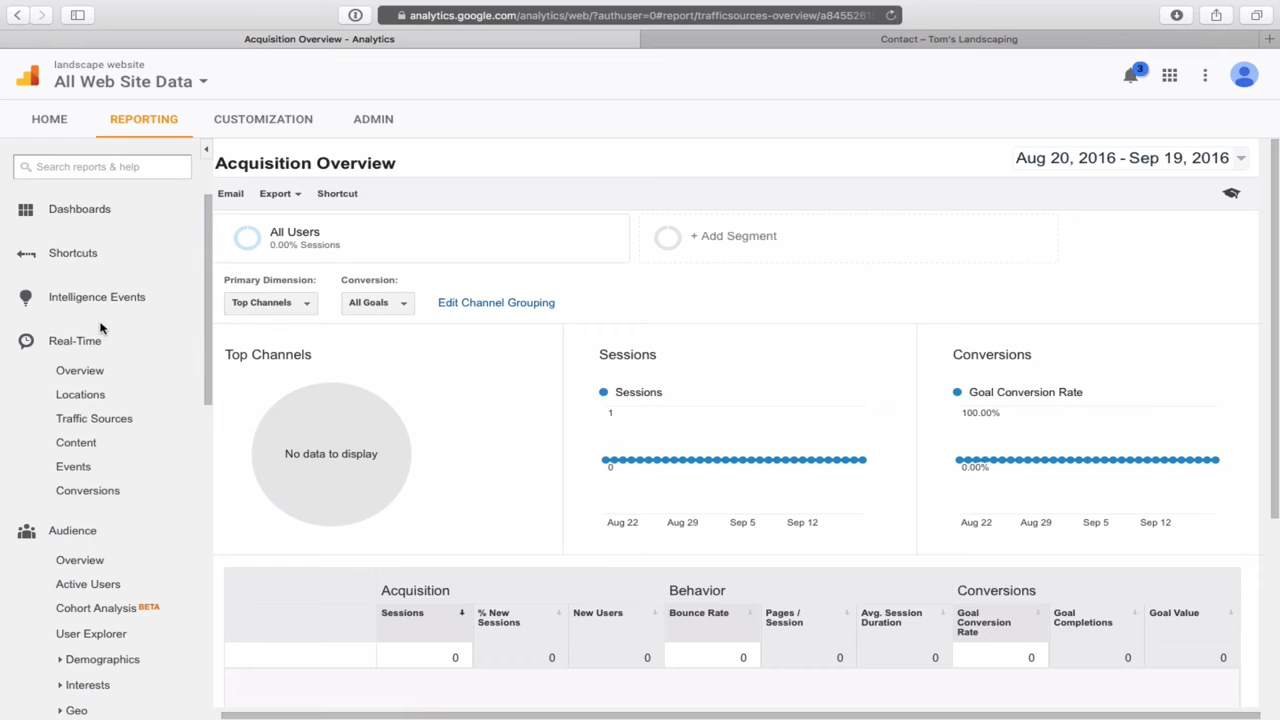 analytics.google.com/analytics/web/?authuser=0#report/trafficsources-overview/a8455261
Acquisition Overview - Analytics
Contact – Tom's Landscaping
landscape website
All Web Site Data
3
HOME
REPORTING
CUSTOMIZATION
ADMIN
Search reports & help
Dashboards
Shortcuts
Intelligence Events
Real-Time
Overview
Locations
Traffic Sources
Content
Events
Conversions
Audience
Overview
Active Users
Cohort Analysis BETA
User Explorer
Demographics
Interests
Geo
Acquisition Overview
Aug 20, 2016 - Sep 19, 2016
Email
Export
Shortcut
All Users
0.00% Sessions
+ Add Segment
Primary Dimension:
Conversion:
Top Channels
All Goals
Edit Channel Grouping
Top Channels
No data to display
Sessions
Sessions
1
0
Aug 22
Aug 29
Sep 5
Sep 12
Conversions
Goal Conversion Rate
100.00%
0.00%
Aug 22
Aug 29
Sep 5
Sep 12
Acquisition
Behavior
Conversions
Sessions
% New
Sessions
New Users
Bounce Rate
Pages /
Session
Avg. Session
Duration
Goal
Conversion
Rate
Goal
Completions
Goal Value
0
0
0
0
0
0
0
0
0